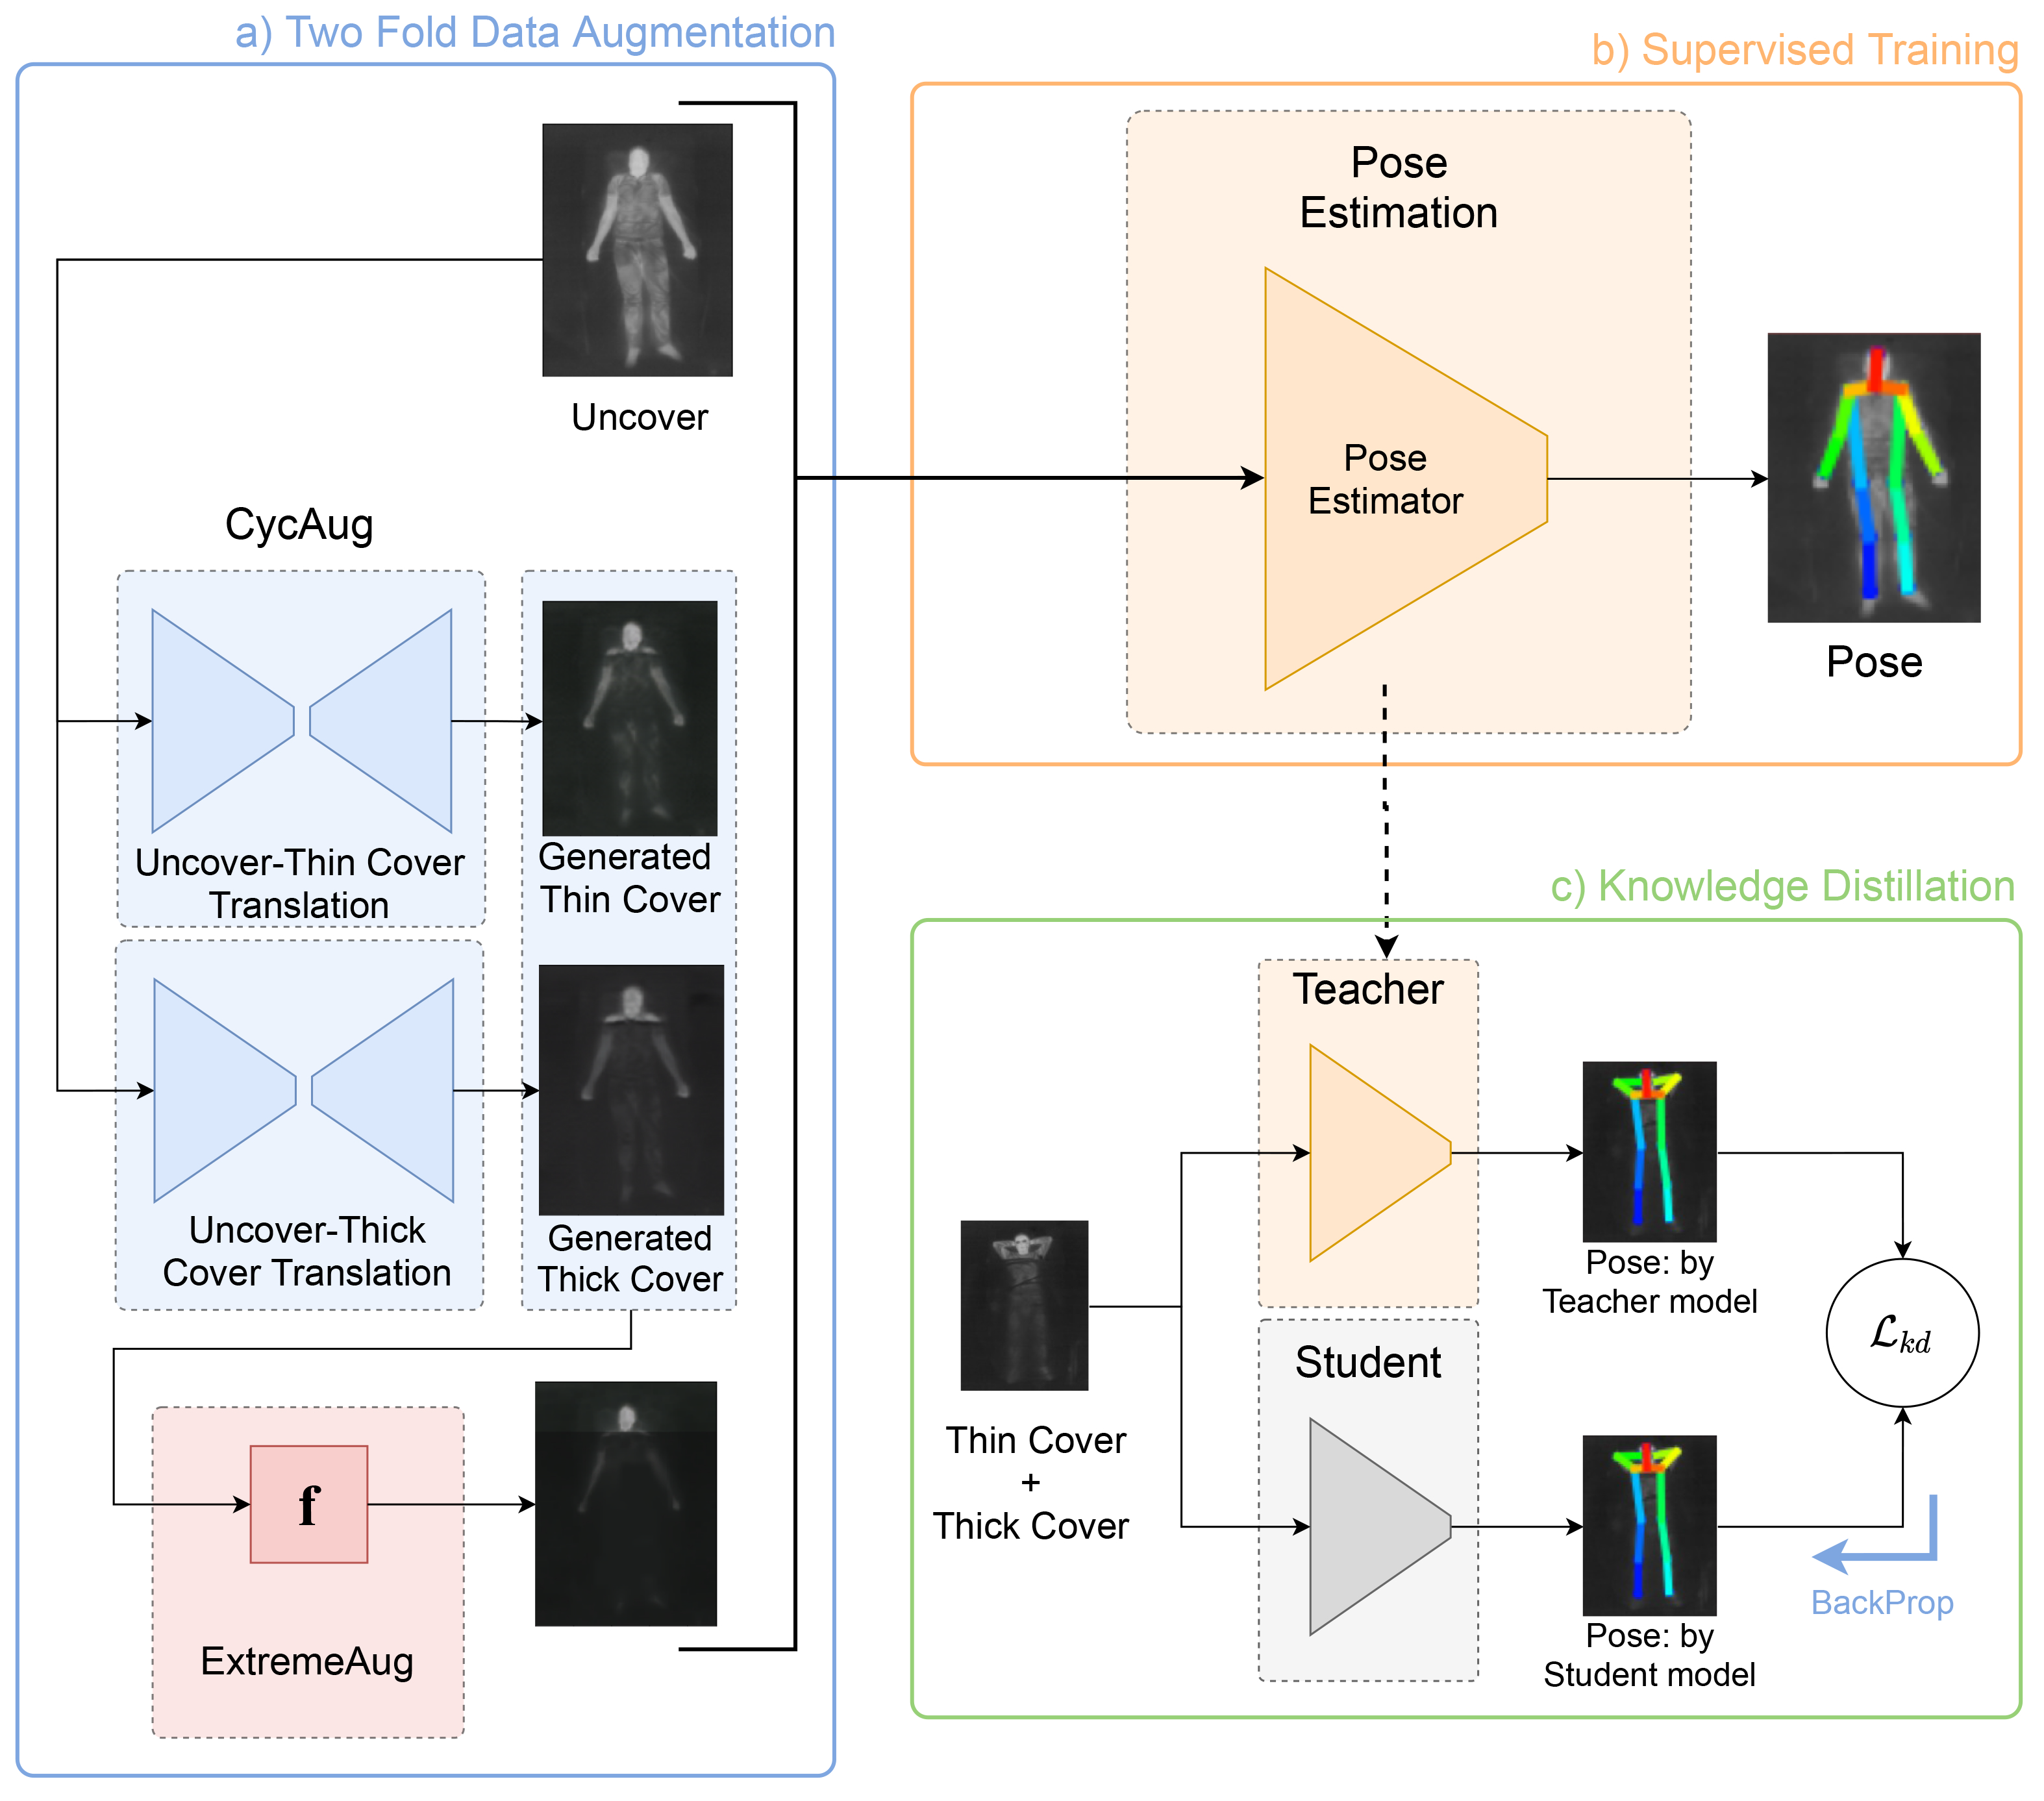 a) Two Fold Data Augmentation
Uncover
CycAug
Uncover-Thin Cover
Translation
Generated
Thin Cover
Uncover-Thick
Cover Translation
Generated
Thick Cover
f
ExtremeAug
b) Supervised Training
Pose
Estimation
Pose
Estimator
Pose
c) Knowledge Distillation
Teacher
Pose: by
Teacher model
Thin Cover
+
Thick Cover
Student
Pose: by
Student model
ℒkd
BackProp